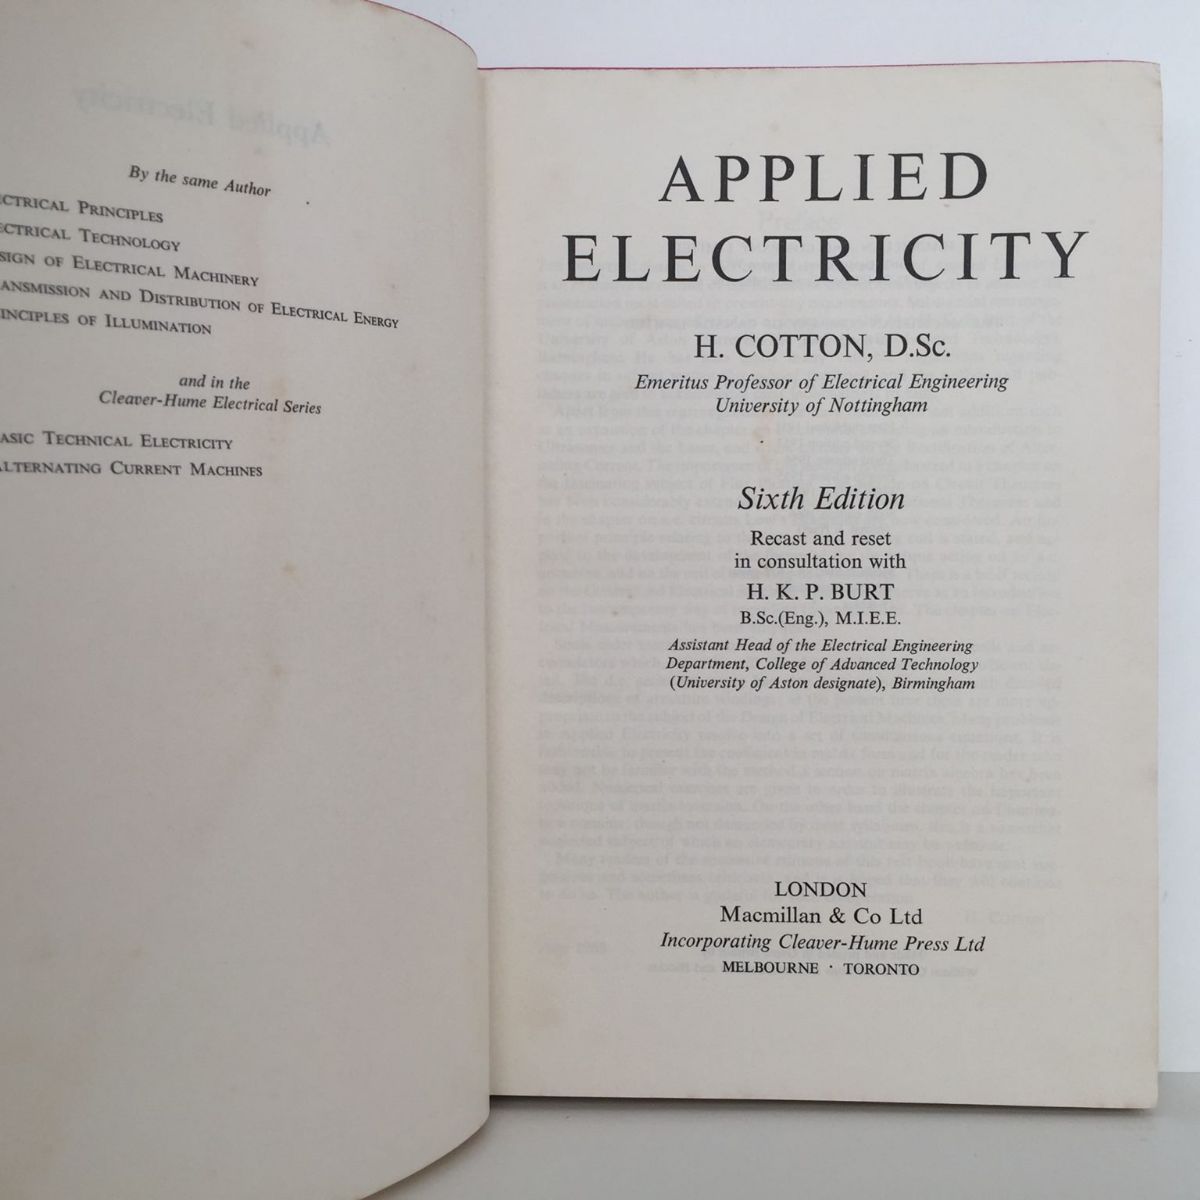 By the same Author
CTRICAL PRINCIPLES
ECTRICAL TECHNOLOGY
SIGN OF ELECTRICAL MACHINERY
ANSMISSION AND DISTRIBUTION OF ELECTRICAL ENERGY
INCIPLES OF ILLUMINATION
and in the
Cleaver-Hume Electrical Series
ASIC TECHNICAL ELECTRICITY
ALTERNATING CURRENT MACHINES
APPLIED
ELECTRICITY
H. COTTON, D.Sc.
Emeritus Professor of Electrical Engineering
University of Nottingham
Sixth Edition
Recast and reset
in consultation with
H. K. P. BURT
B.Sc.(Eng.), M.I.E.E.
Assistant Head of the Electrical Engineering
Department, College of Advanced Technology
(University of Aston designate), Birmingham
LONDON
Macmillan & Co Ltd
Incorporating Cleaver-Hume Press Ltd
MELBOURNE · TORONTO